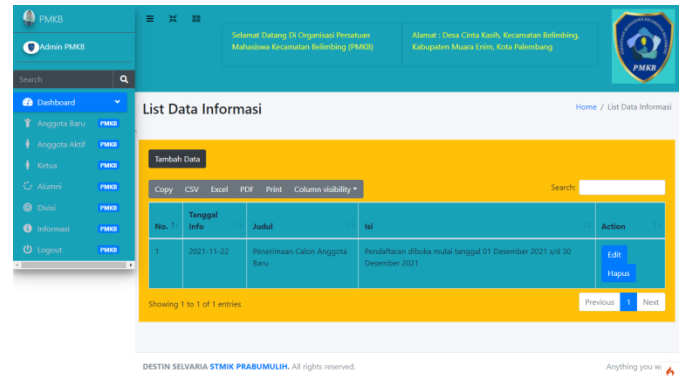 PMKB
Admin PMKB
Search
Dashboard
Anggota Baru PMKB
Anggota Aktif PMKB
Ketua PMKB
Alumni PMKB
Divisi PMKB
Informasi PMKB
Logout PMKB
Selamat Datang Di Organisasi Persatuan
Mahasiswa Kecamatan Belimbing (PMKB)
Alamat : Desa Cinta Kasih, Kecamatan Belimbing,
Kabupaten Muara Enim, Kota Palembang
PMKB
List Data Informasi
Home / List Data Informasi
Tambah Data
Copy CSV Excel PDF Print Column visibility
Search:
No. Tanggal Info Judul Isi Action
1 2021-11-22 Penerimaan Calon Anggota Baru Pendaftaran dibuka mulai tanggal 01 Desember 2021 s/d 30 Desember 2021 Edit
Hapus
Showing 1 to 1 of 1 entries
Previous 1 Next
DESTIN SELVARIA STMIK PRABUMULIH. All rights reserved.
Anything you w